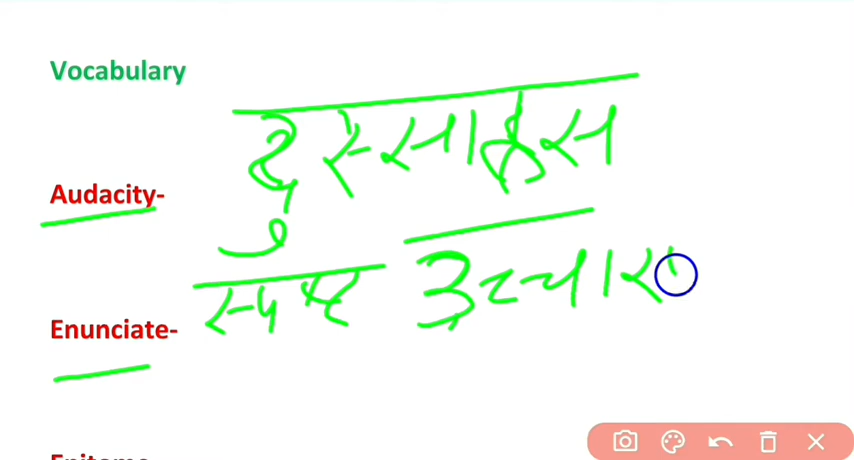 Vocabulary
दुस्साहस
Audacity-
स्पष्ट उच्चारण
Enunciate-